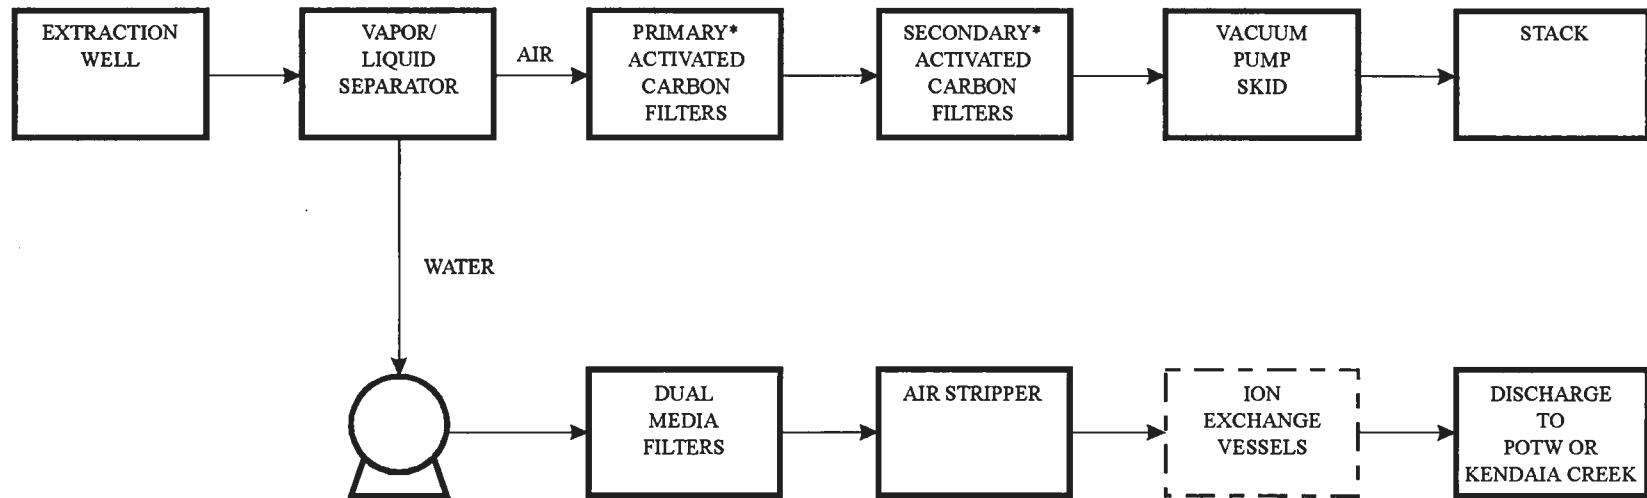 EXTRACTION
WELL
VAPOR/
LIQUID
SEPARATOR
AIR
PRIMARY*
ACTIVATED
CARBON
FILTERS
SECONDARY*
ACTIVATED
CARBON
FILTERS
VACUUM
PUMP
SKID
STACK
WATER
DUAL
MEDIA
FILTERS
AIR STRIPPER
ION
EXCHANGE
VESSELS
DISCHARGE
TO
POTW OR
KENDAIA CREEK